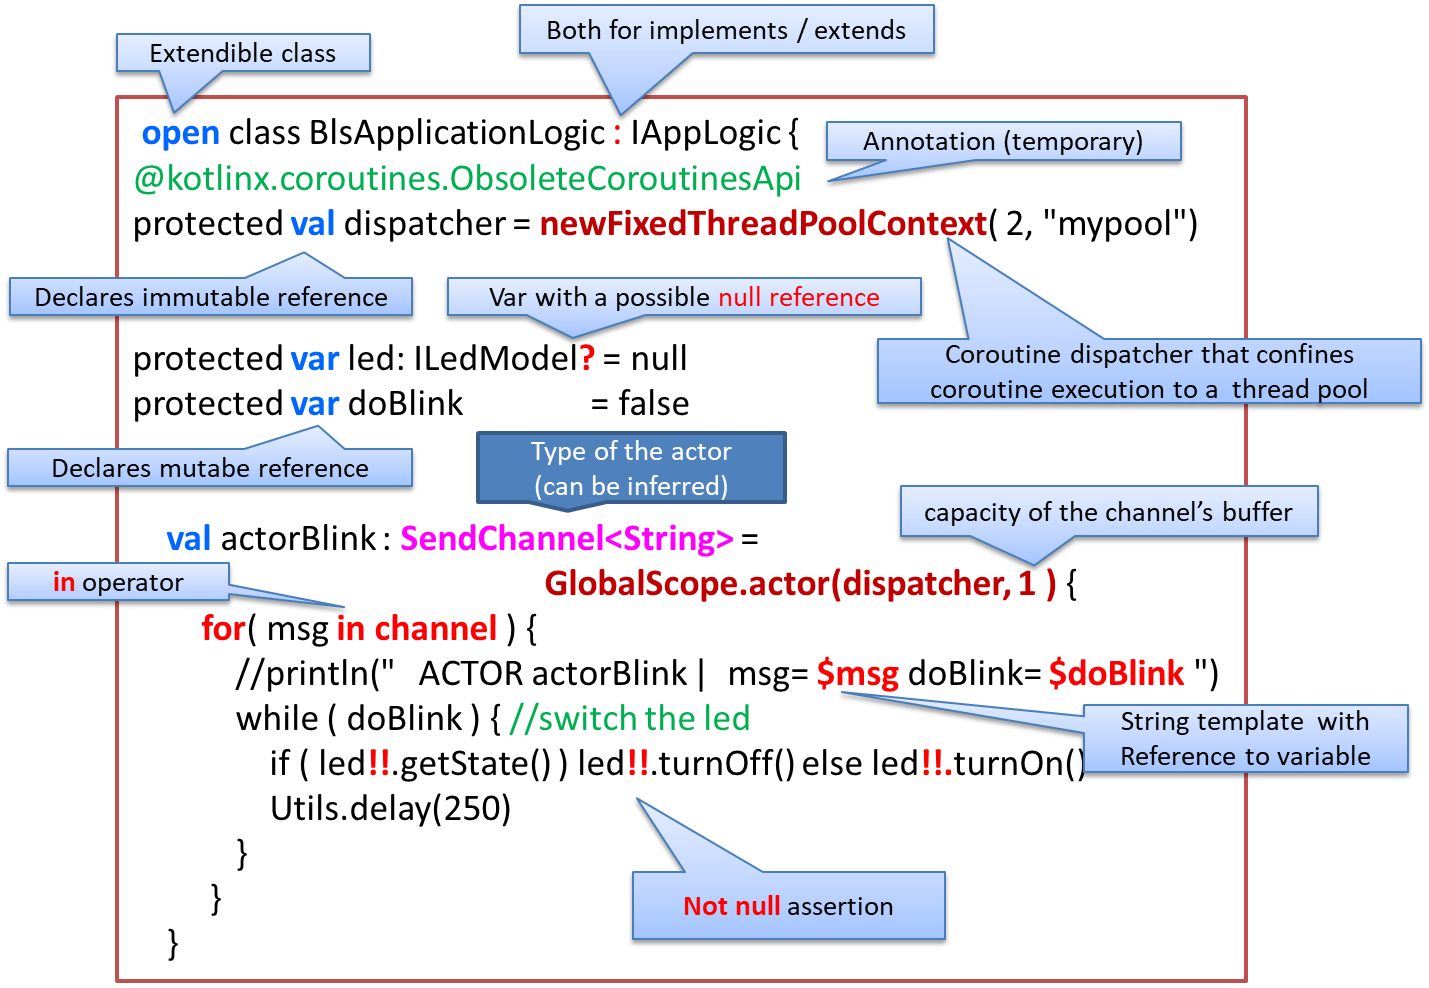 Both for implements / extends
Extendible class
open class BlsApplicationLogic : IAppLogic {
Annotation (temporary)
@kotlinx.coroutines.ObsoleteCoroutinesApi
protected val dispatcher = newFixedThreadPoolContext( 2, "mypool")
Declares immutable reference
Var with a possible null reference
Coroutine dispatcher that confines
coroutine execution to a thread pool
protected var led: ILedModel? = null
protected var doBlink = false
Declares mutabe reference
Type of the actor
(can be inferred)
capacity of the channel's buffer
val actorBlink : SendChannel<String> =
in operator
GlobalScope.actor(dispatcher, 1 ) {
for( msg in channel ) {
//println(" ACTOR actorBlink | msg= $msg doBlink= $doBlink ")
while ( doBlink ) { //switch the led
String template with
Reference to variable
if ( led!!.getState() ) led!!.turnOff() else led!!.turnOn()
Utils.delay(250)
}
Not null assertion
}
}